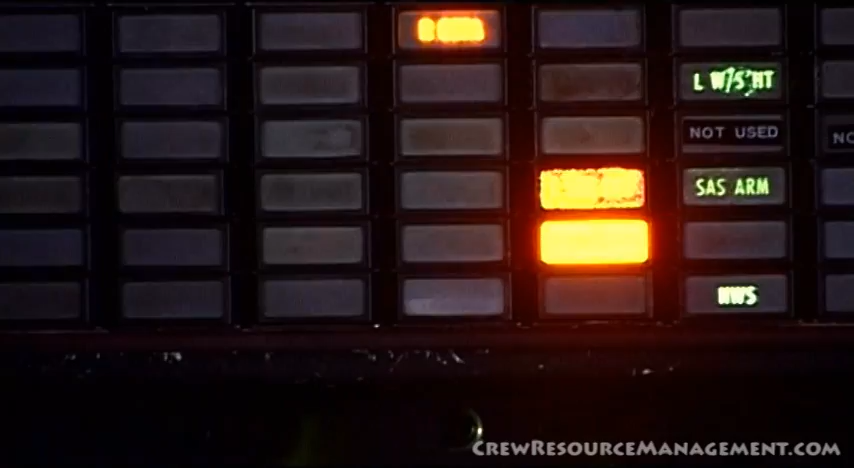 L W/S HT
NOT USED
SAS ARM
NWS
CREWRESOURCEMANAGEMENT.COM